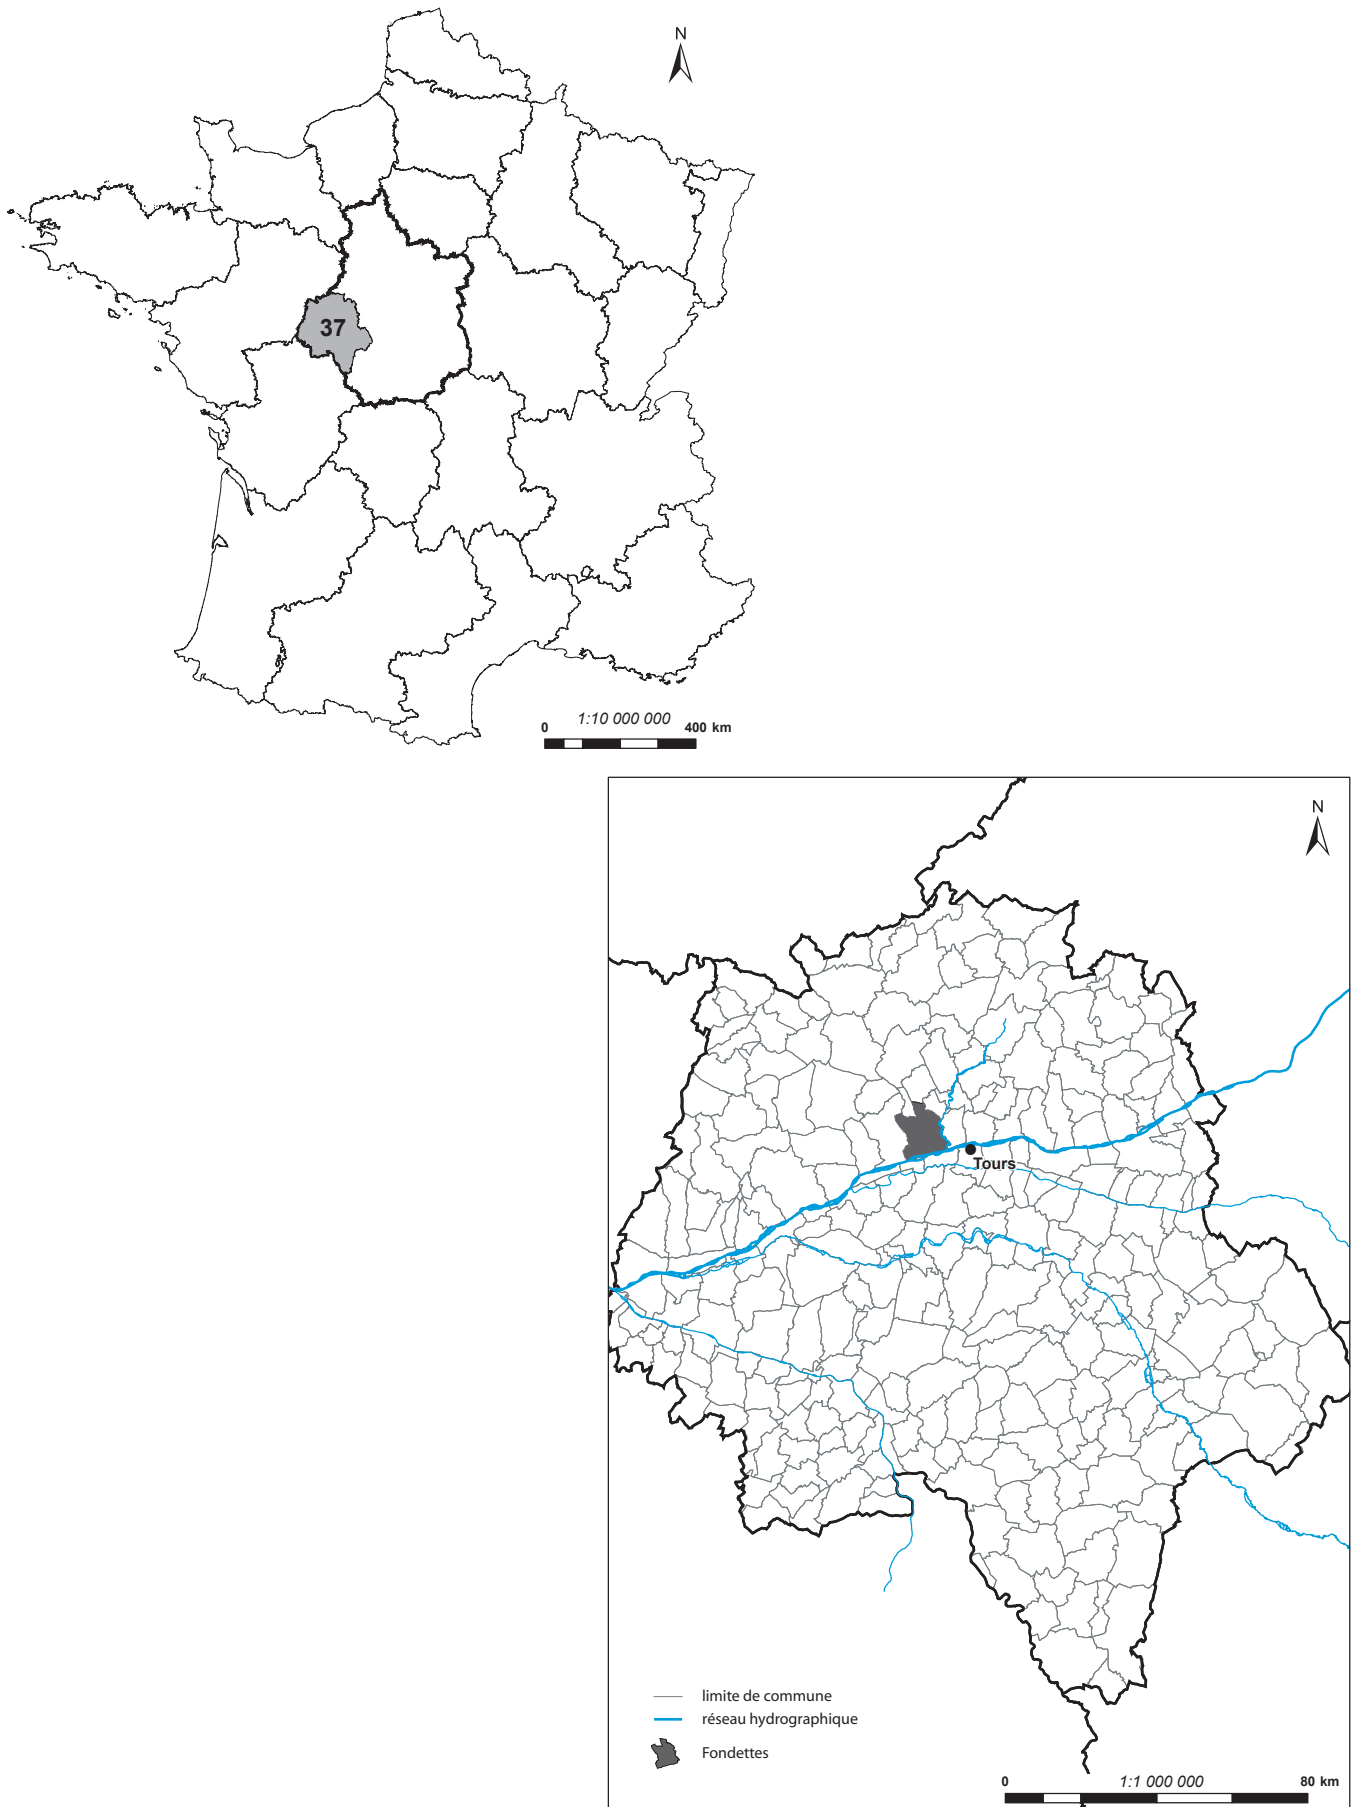 N
37
1:10 000 000
0 400 km
N
Tours
limite de commune
réseau hydrographique
Fondettes
1:1 000 000
0 80 km